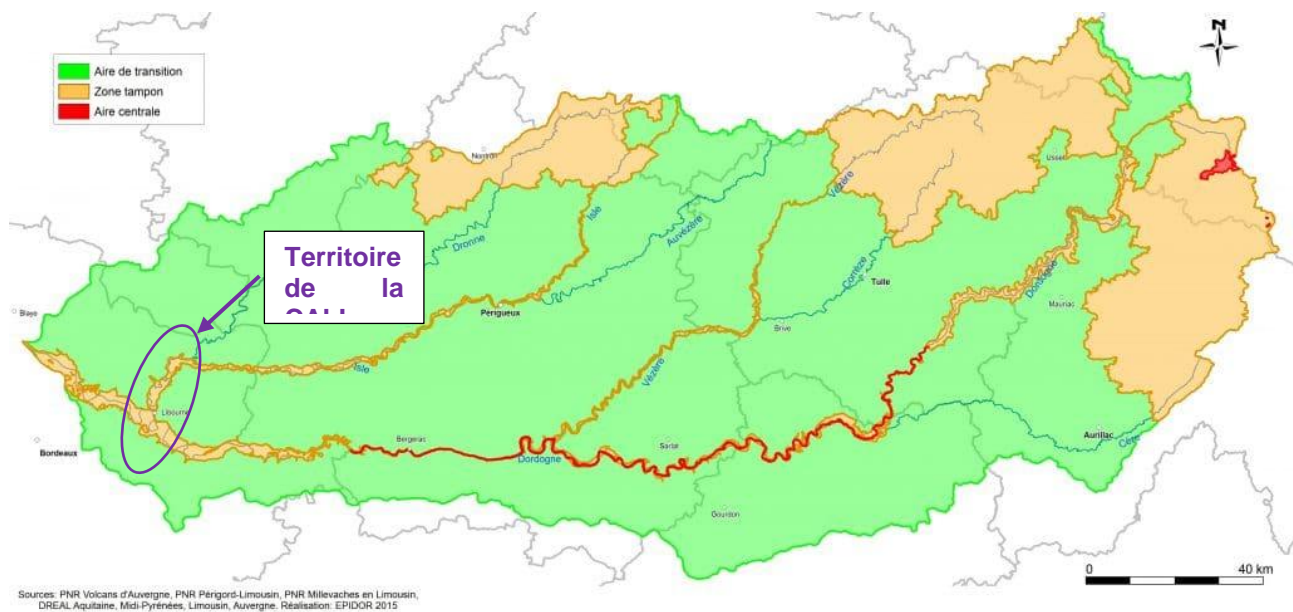 N
Aire de transition
Zone tampon
Aire centrale
Nontron
Ussel
Vézère
Isle
Auvézère
Dronne
Territoire
de la
Corrèze
Tulle
Dordogne
Mauriac
Blaye
Périgueux
Brive
Isle
Vézère
Libourne
Bordeaux
Bergerac
Dordogne
Sarlat
Aurillac
Cère
Gourdon
0 40 km
Sources: PNR Volcans d'Auvergne, PNR Périgord-Limousin, PNR Millevaches en Limousin,
DREAL Aquitaine, Midi-Pyrénées, Limousin, Auvergne. Réalisation: EPIDOR 2015